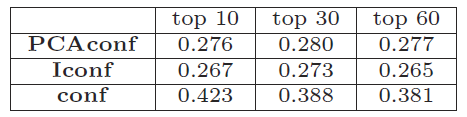 top 10 top 30 top 60
PCAconf 0.276 0.280 0.277
Iconf 0.267 0.273 0.265
conf 0.423 0.388 0.381